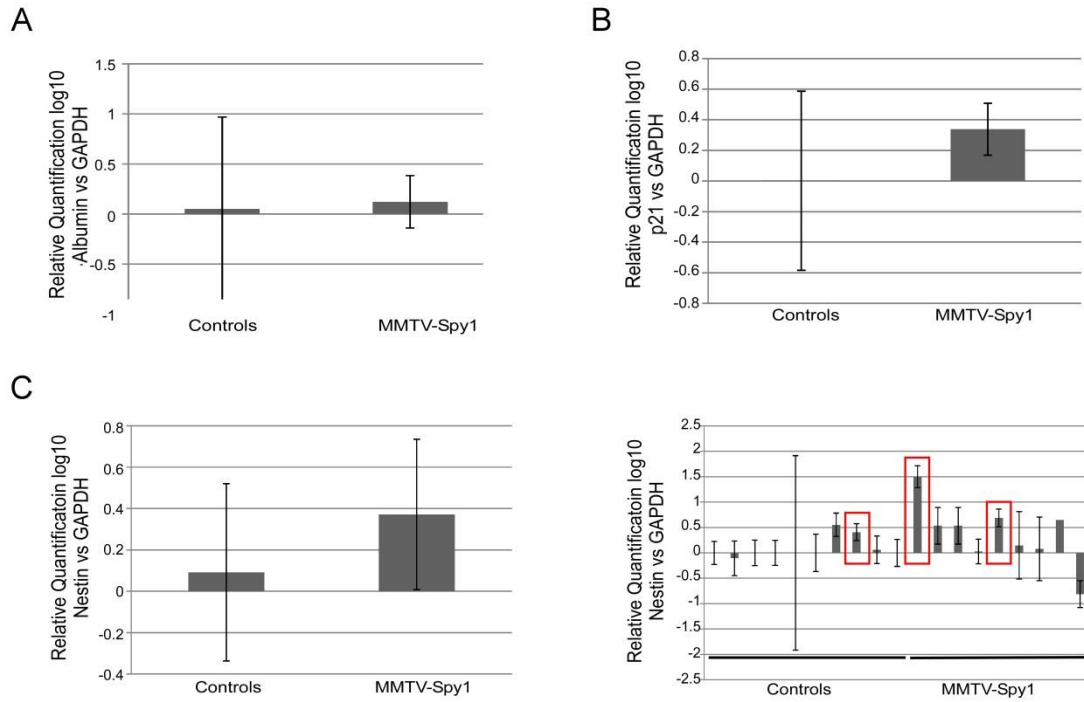 A
Relative Quantification log10
Albumin vs GAPDH
1.5
1
0.5
0
-0.5
-1
Controls
MMTV-Spy1
B
Relative Quantificatoin log10
p21 vs GAPDH
0.8
0.6
0.4
0.2
0
-0.2
-0.4
-0.6
-0.8
Controls
MMTV-Spy1
C
Relative Quantificatoin log10
Nestin vs GAPDH
0.8
0.6
0.4
0.2
0
-0.2
-0.4
Controls
MMTV-Spy1
Relative Quantificatoin log10
Nestin vs GAPDH
2.5
2
1.5
1
0.5
0
-0.5
-1
-1.5
-2
-2.5
Controls
MMTV-Spy1